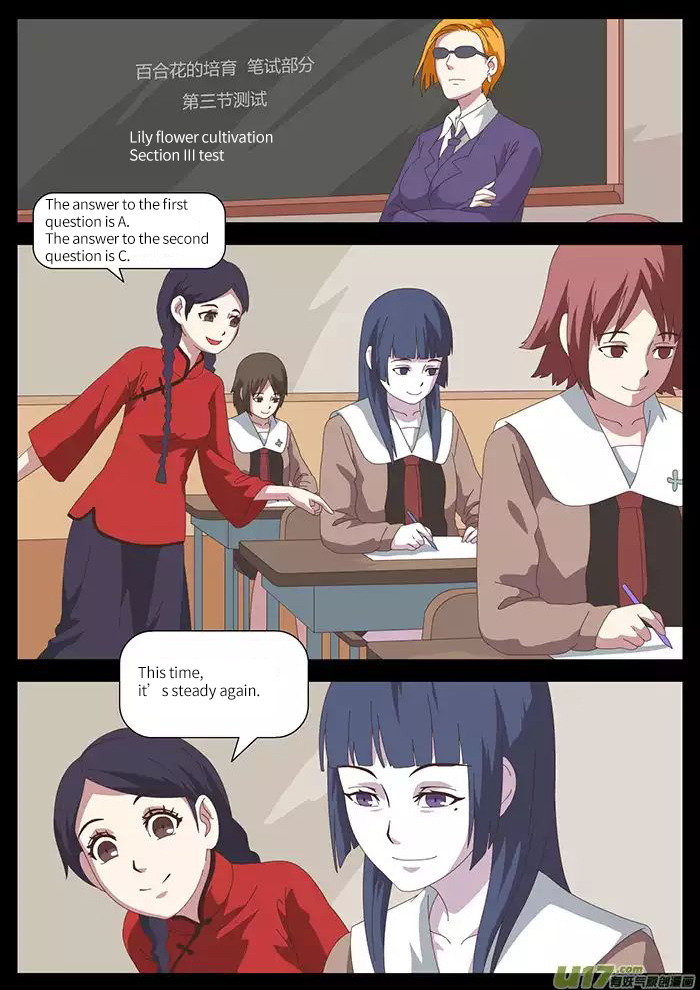 百合花的培育 笔试部分
第三节测试
Lily flower cultivation
Section III test
The answer to the first
question is A.
The answer to the second
question is C.
This time,
it's steady again.
U17.com
有妖气原创漫画